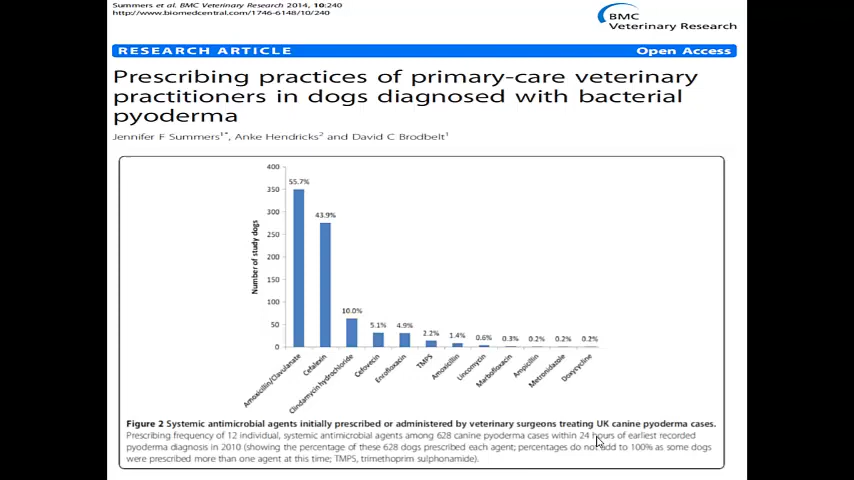 Summers et al. BMC Veterinary Research 2014, 10:240
http://www.biomedcentral.com/1746-6148/10/240
BMC
Veterinary Research
RESEARCH ARTICLE
Open Access
Prescribing practices of primary-care veterinary
practitioners in dogs diagnosed with bacterial
pyoderma
Jennifer F Summers1*, Anke Hendricks2 and David C Brodbelt1
400
350
300
250
200
150
100
50
0
Number of study dogs
55.7%
43.9%
10.0%
5.1%
4.9%
2.2%
1.4%
0.6%
0.3%
0.2%
0.2%
0.2%
Amoxicillin/Clavulanate
Cefalexin
Clindamycin hydrochloride
Cefovecin
Enrofloxacin
TMPS
Amoxicillin
Lincomycin
Marbofloxacin
Ampicillin
Metronidazole
Doxycycline
Figure 2 Systemic antimicrobial agents initially prescribed or administered by veterinary surgeons treating UK canine pyoderma cases.
Prescribing frequency of 12 individual, systemic antimicrobial agents among 628 canine pyoderma cases within 24 hours of earliest recorded
pyoderma diagnosis in 2010 (showing the percentage of these 628 dogs prescribed each agent; percentages do not add to 100% as some dogs
were prescribed more than one agent at this time; TMPS, trimethoprim sulphonamide).